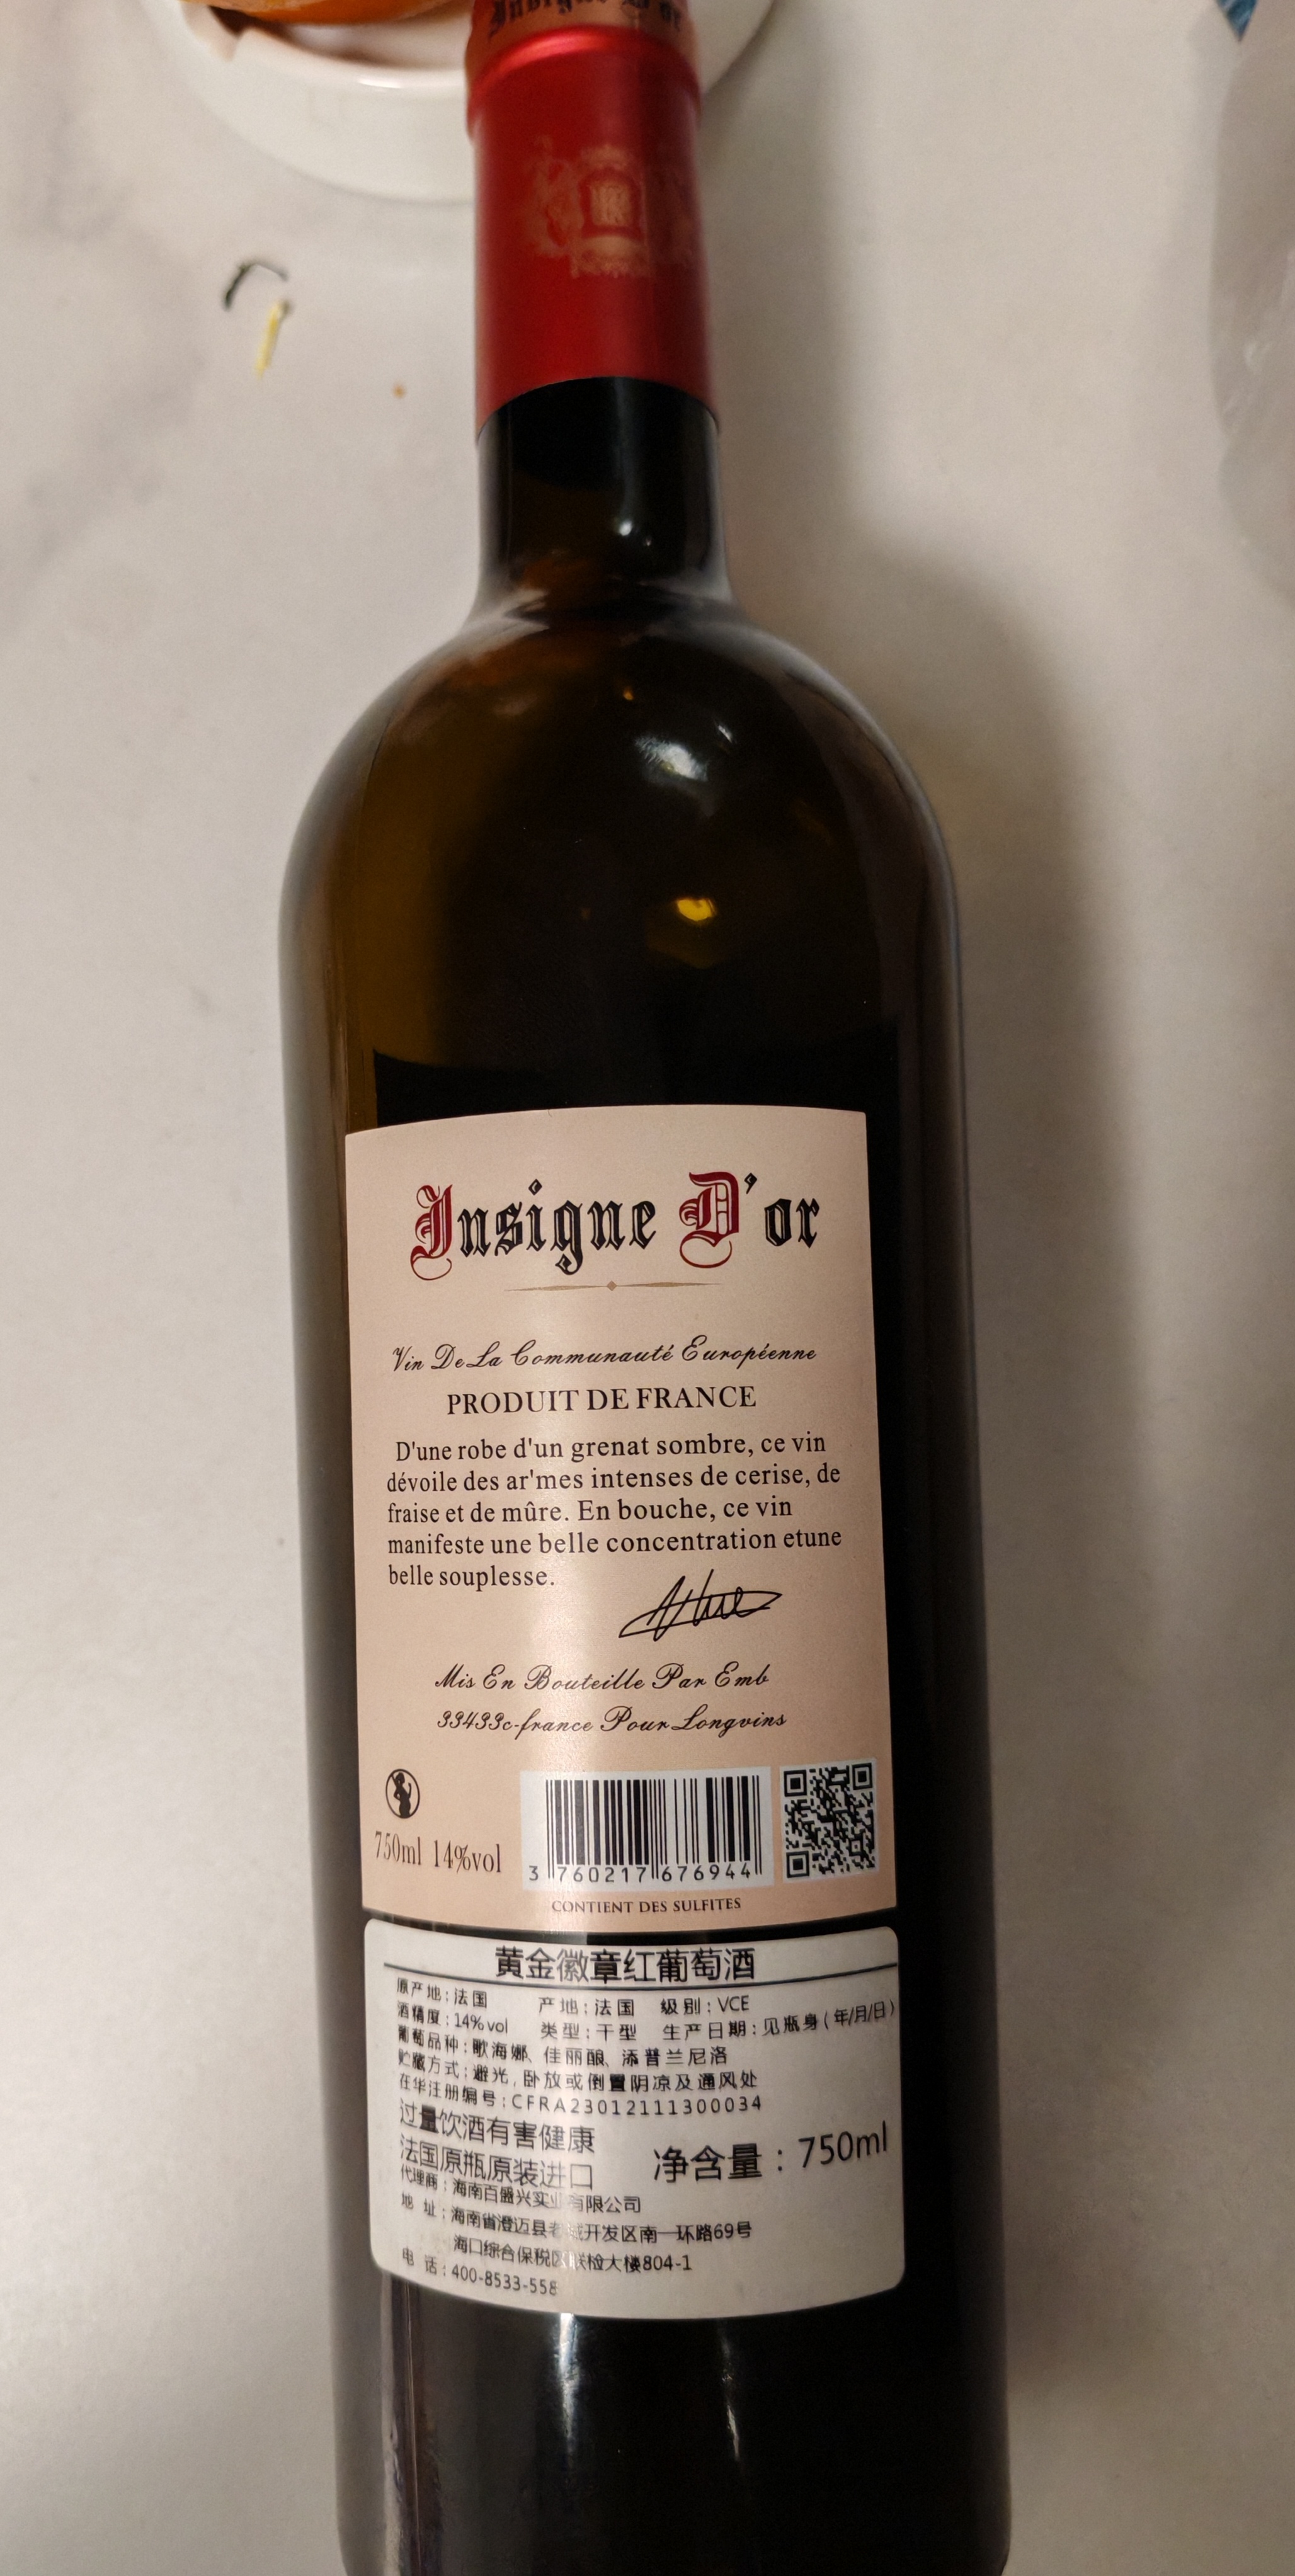 Insigne D'or
Insigne D'or
Vin De La Communauté Européenne
PRODUIT DE FRANCE
D'une robe d'un grenat sombre, ce vin
dévoile des ar'mes intenses de cerise, de
fraise et de mûre. En bouche, ce vin
manifeste une belle concentration etune
belle souplesse.
Mis En Bouteille Par Emb
33433c-france Pour Longvins
750ml 14%vol
3 760217 676944
CONTIENT DES SULFITES
黄金徽章红葡萄酒
原产地:法国 产地:法国 级别:VCE
酒精度:14%vol 类型:干型 生产日期:见瓶身(年/月/日)
葡萄品种:歌海娜、佳丽酿、添普兰尼洛
贮藏方式:避光,卧放或倒置阴凉及通风处
在华注册编号:CFRA23012111300034
过量饮酒有害健康
法国原瓶原装进口 净含量:750ml
代理商:海南百盛兴实业有限公司
地 址:海南省澄迈县老城开发区南一环路69号
海口综合保税区联检大楼804-1
电 话:400-8533-558